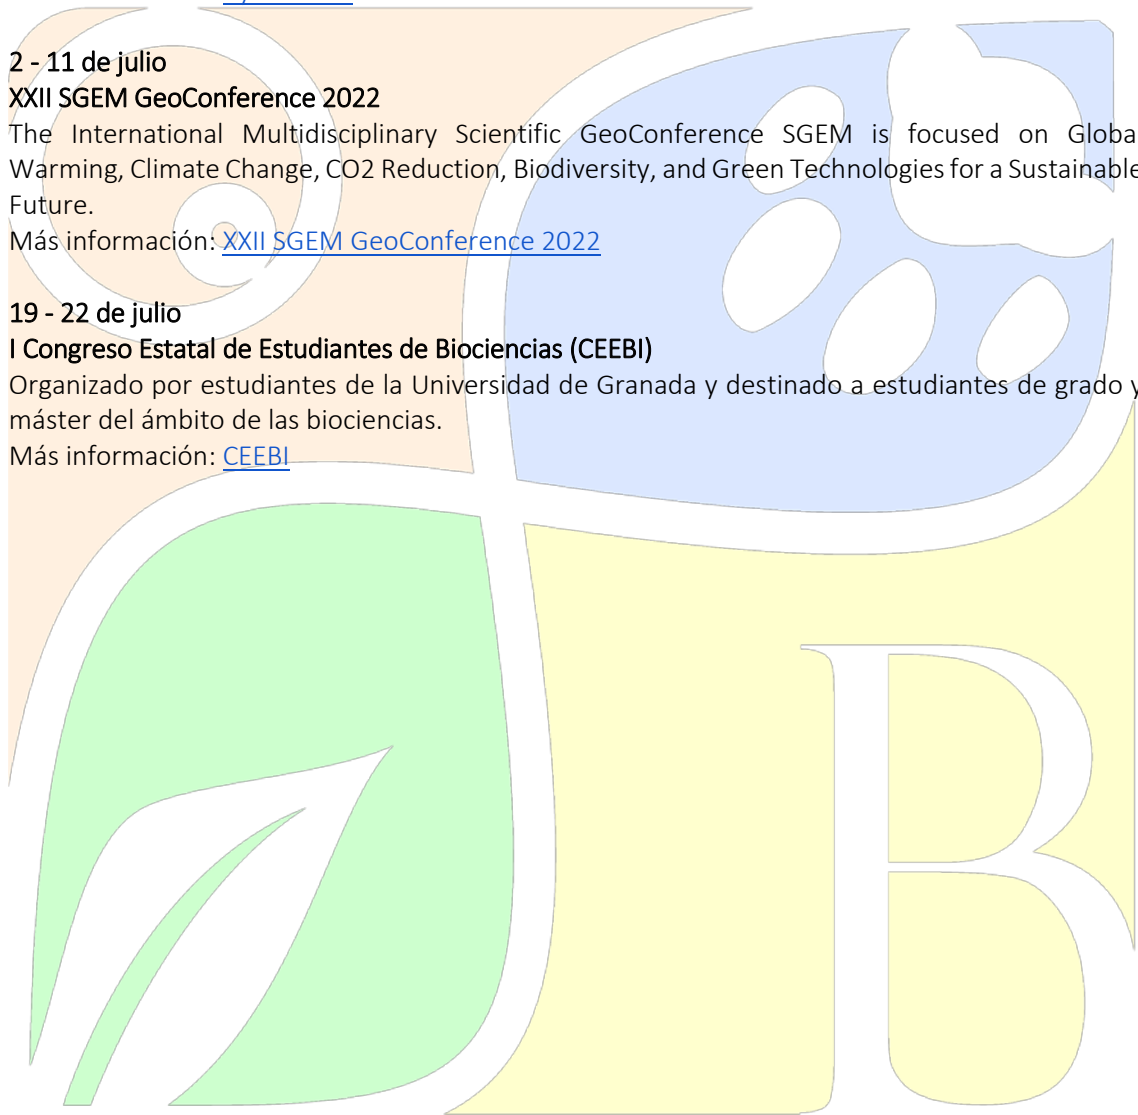 2 - 11 de julio
XXII SGEM GeoConference 2022
The International Multidisciplinary Scientific GeoConference SGEM is focused on Global
Warming, Climate Change, CO2 Reduction, Biodiversity, and Green Technologies for a Sustainable
Future.
Más información: XXII SGEM GeoConference 2022
19 - 22 de julio
I Congreso Estatal de Estudiantes de Biociencias (CEEBI)
Organizado por estudiantes de la Universidad de Granada y destinado a estudiantes de grado y
máster del ámbito de las biociencias.
Más información: CEEBI
B